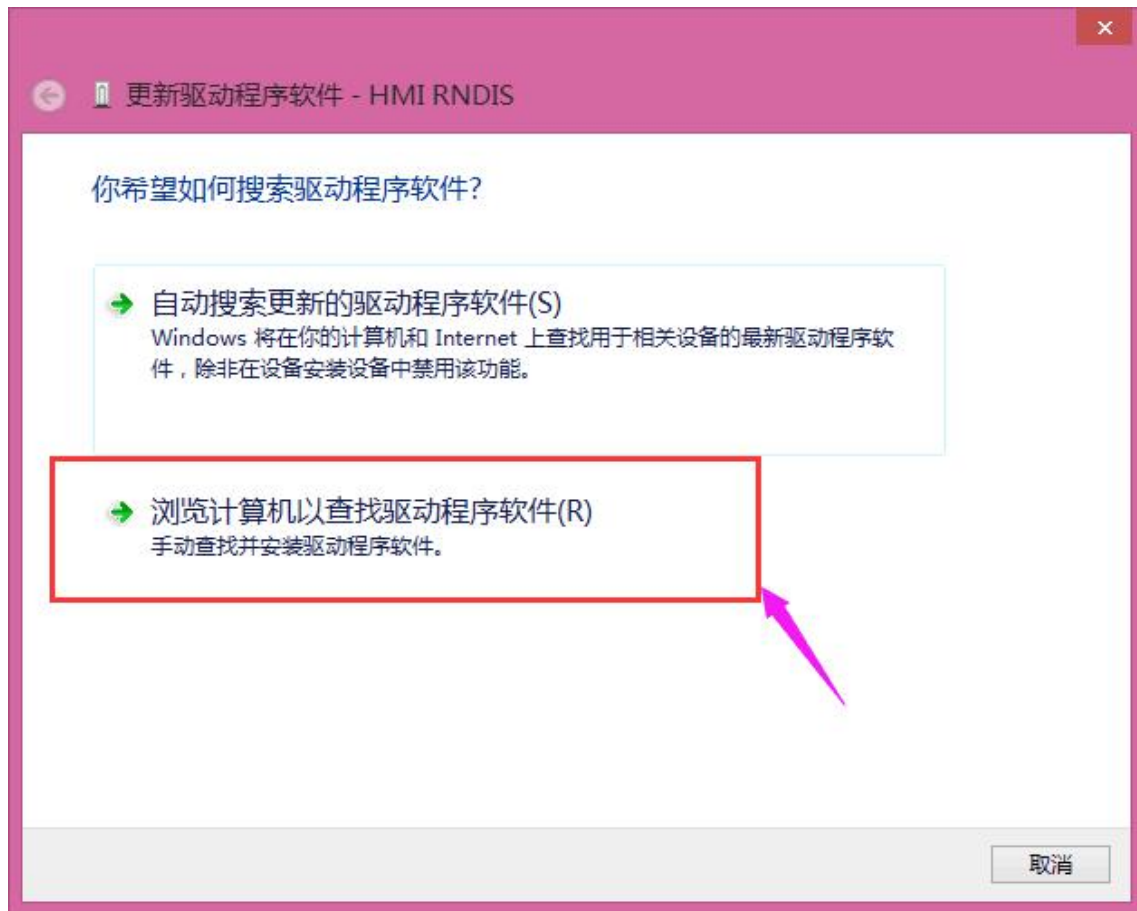 更新驱动程序软件 - HMI RNDIS
你希望如何搜索驱动程序软件?
自动搜索更新的驱动程序软件(S)
Windows 将在你的计算机和 Internet 上查找用于相关设备的最新驱动程序软
件，除非在设备安装设备中禁用该功能。
浏览计算机以查找驱动程序软件(R)
手动查找并安装驱动程序软件。
取消